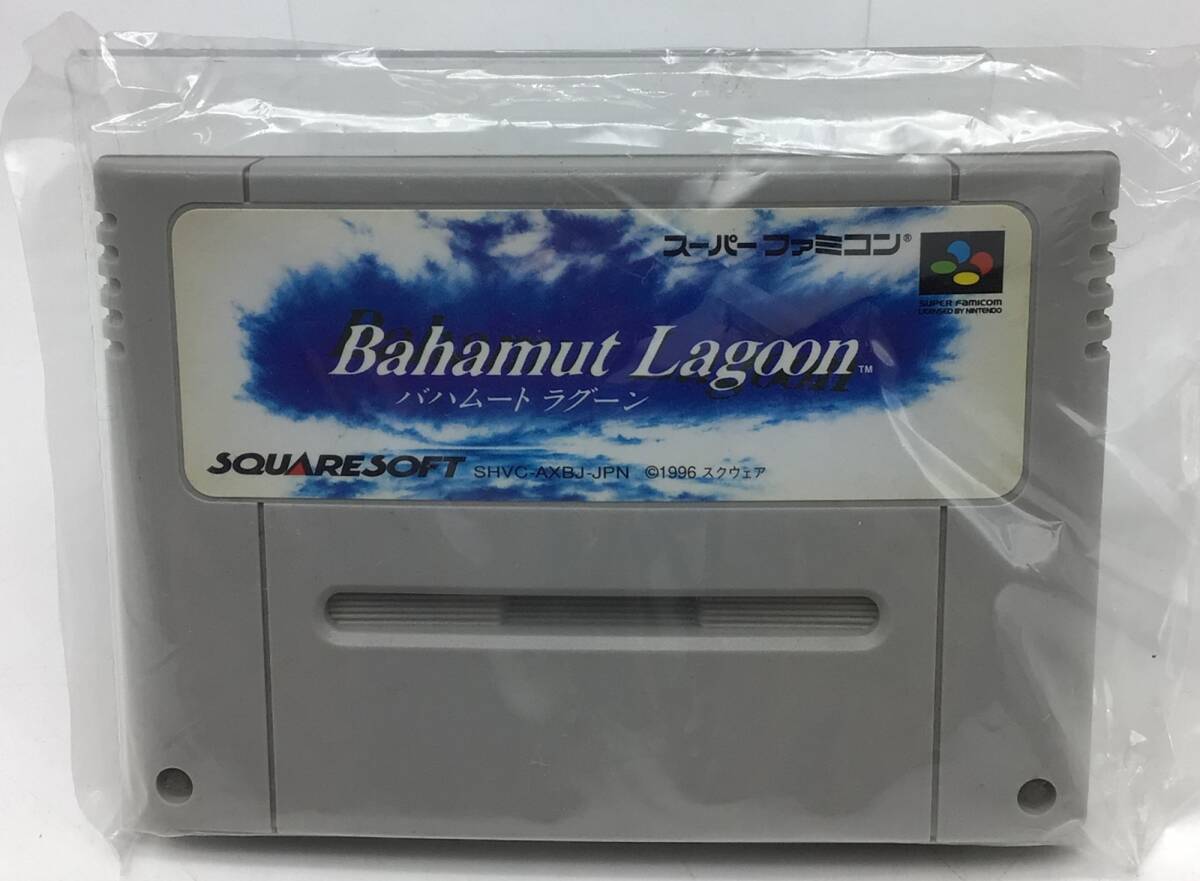 スーパーファミコン®
SUPER FAMICOM
LICENSED BY NINTENDO
Bahamut Lagoon™
バハムート ラグーン
SQUARESOFT SHVC-AXBJ-JPN ©1996 スクウェア